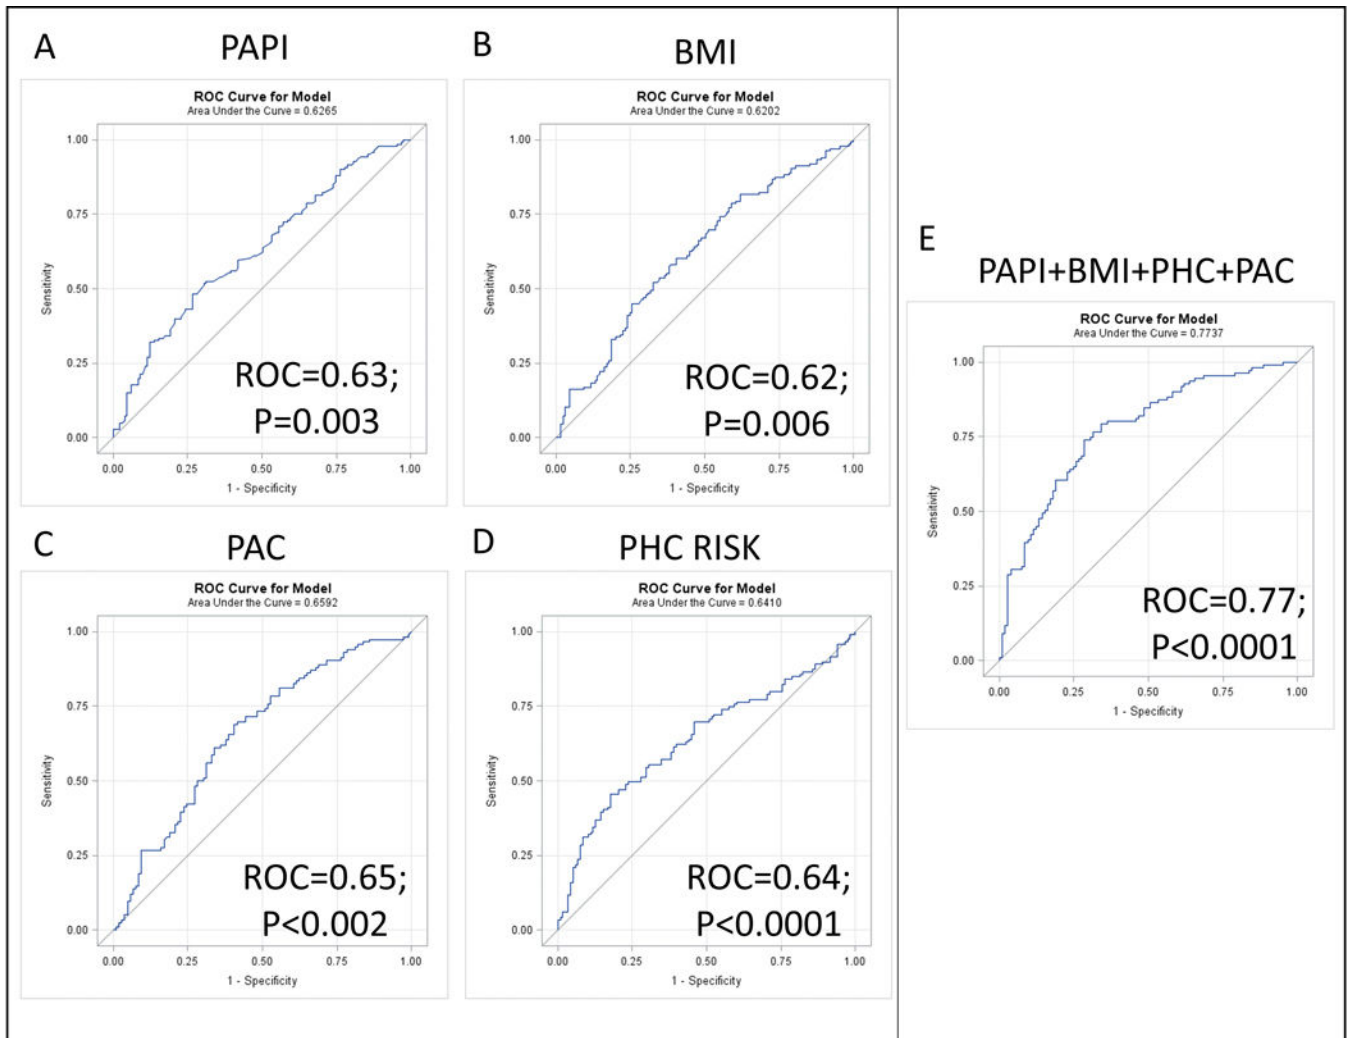 A
PAPI
ROC Curve for Model
Area Under the Curve = 0.6265
1.00
0.75
0.50
0.25
0.00
Sensitivity
ROC=0.63;
P=0.003
0.00 0.25 0.50 0.75 1.00
1 - Specificity
B
BMI
ROC Curve for Model
Area Under the Curve = 0.6202
1.00
0.75
0.50
0.25
0.00
Sensitivity
ROC=0.62;
P=0.006
0.00 0.25 0.50 0.75 1.00
1 - Specificity
C
PAC
ROC Curve for Model
Area Under the Curve = 0.6592
1.00
0.75
0.50
0.25
0.00
Sensitivity
ROC=0.65;
P<0.002
0.00 0.25 0.50 0.75 1.00
1 - Specificity
D
PHC RISK
ROC Curve for Model
Area Under the Curve = 0.6410
1.00
0.75
0.50
0.25
0.00
Sensitivity
ROC=0.64;
P<0.0001
0.00 0.25 0.50 0.75 1.00
1 - Specificity
E
PAPI+BMI+PHC+PAC
ROC Curve for Model
Area Under the Curve = 0.7737
1.00
0.75
0.50
0.25
0.00
Sensitivity
ROC=0.77;
P<0.0001
0.00 0.25 0.50 0.75 1.00
1 - Specificity